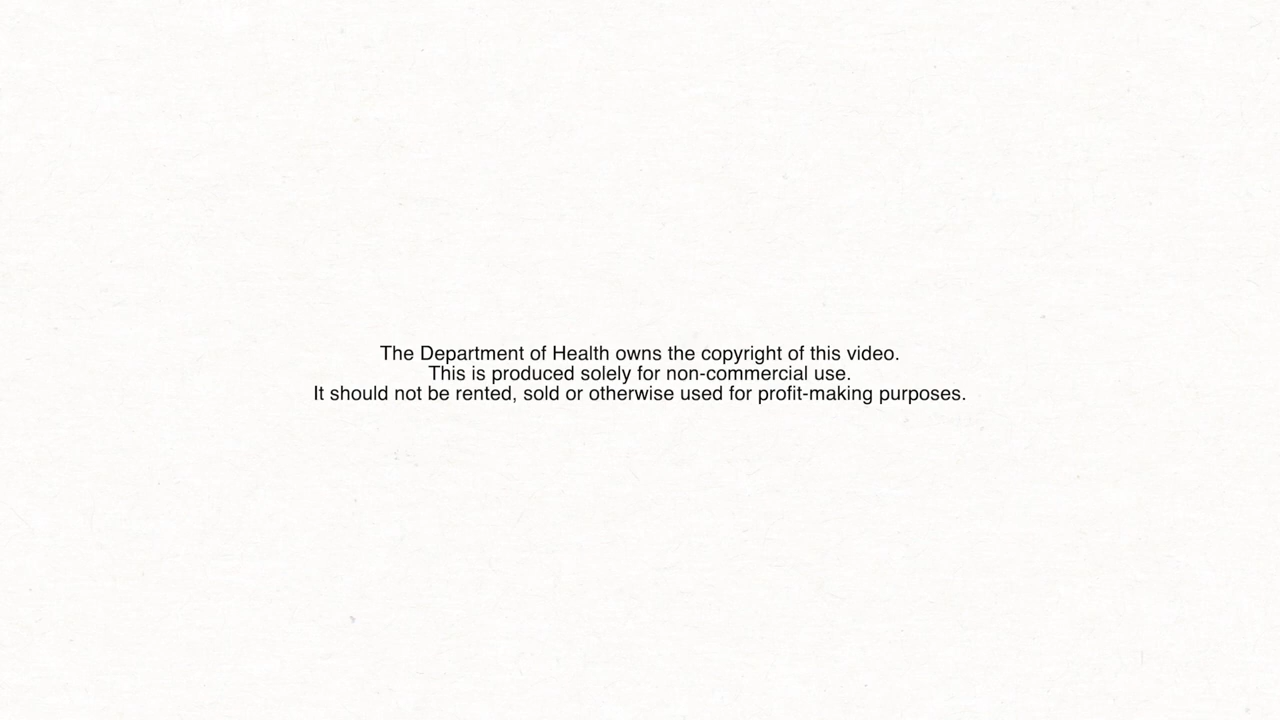 The Department of Health owns the copyright of this video.
This is produced solely for non-commercial use.
It should not be rented, sold or otherwise used for profit-making purposes.